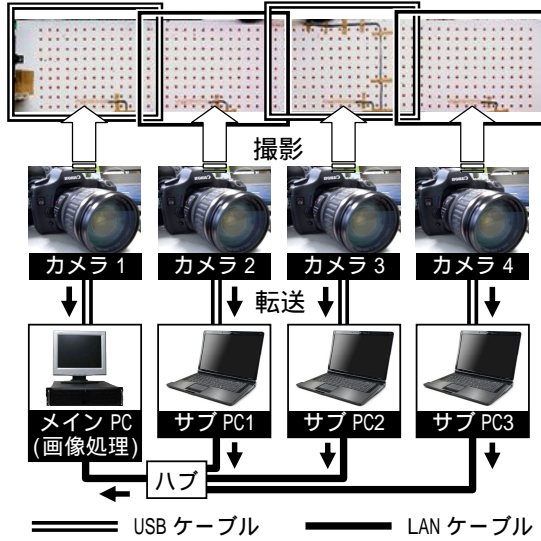 撮影
カメラ 1
カメラ 2
カメラ 3
カメラ 4
転送
メイン PC
(画像処理)
サブ PC1
サブ PC2
サブ PC3
ハブ
USB ケーブル
LAN ケーブル